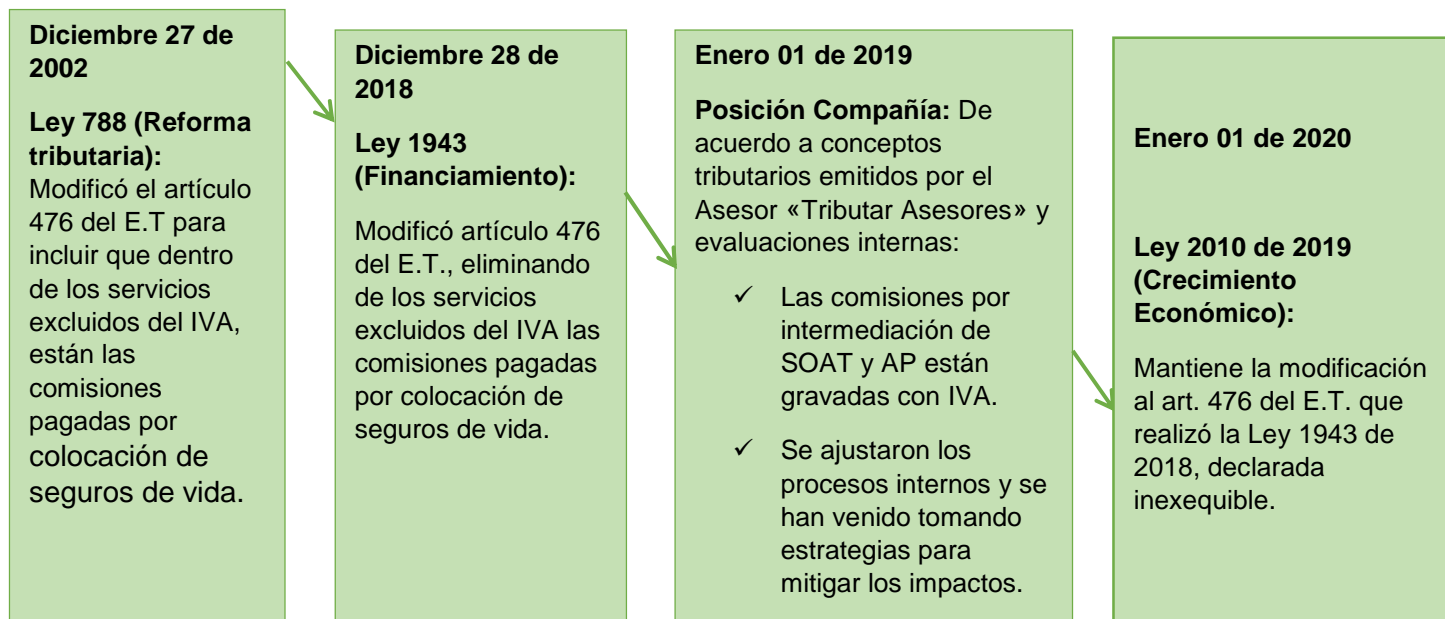 Diciembre 27 de
2002
Ley 788 (Reforma
tributaria):
Modificó el artículo
476 del E.T para
incluir que dentro
de los servicios
excluidos del IVA,
están las
comisiones
pagadas por
colocación de
seguros de vida.
Diciembre 28 de
2018
Ley 1943
(Financiamiento):
Modificó artículo 476
del E.T., eliminando
de los servicios
excluidos del IVA las
comisiones pagadas
por colocación de
seguros de vida.
Enero 01 de 2019
Posición Compañía: De
acuerdo a conceptos
tributarios emitidos por el
Asesor «Tributar Asesores» y
evaluaciones internas:
✓ Las comisiones por
intermediación de
SOAT y AP están
gravadas con IVA.
✓ Se ajustaron los
procesos internos y se
han venido tomando
estrategias para
mitigar los impactos.
Enero 01 de 2020
Ley 2010 de 2019
(Crecimiento
Económico):
Mantiene la modificación
al art. 476 del E.T. que
realizó la Ley 1943 de
2018, declarada
inexequible.